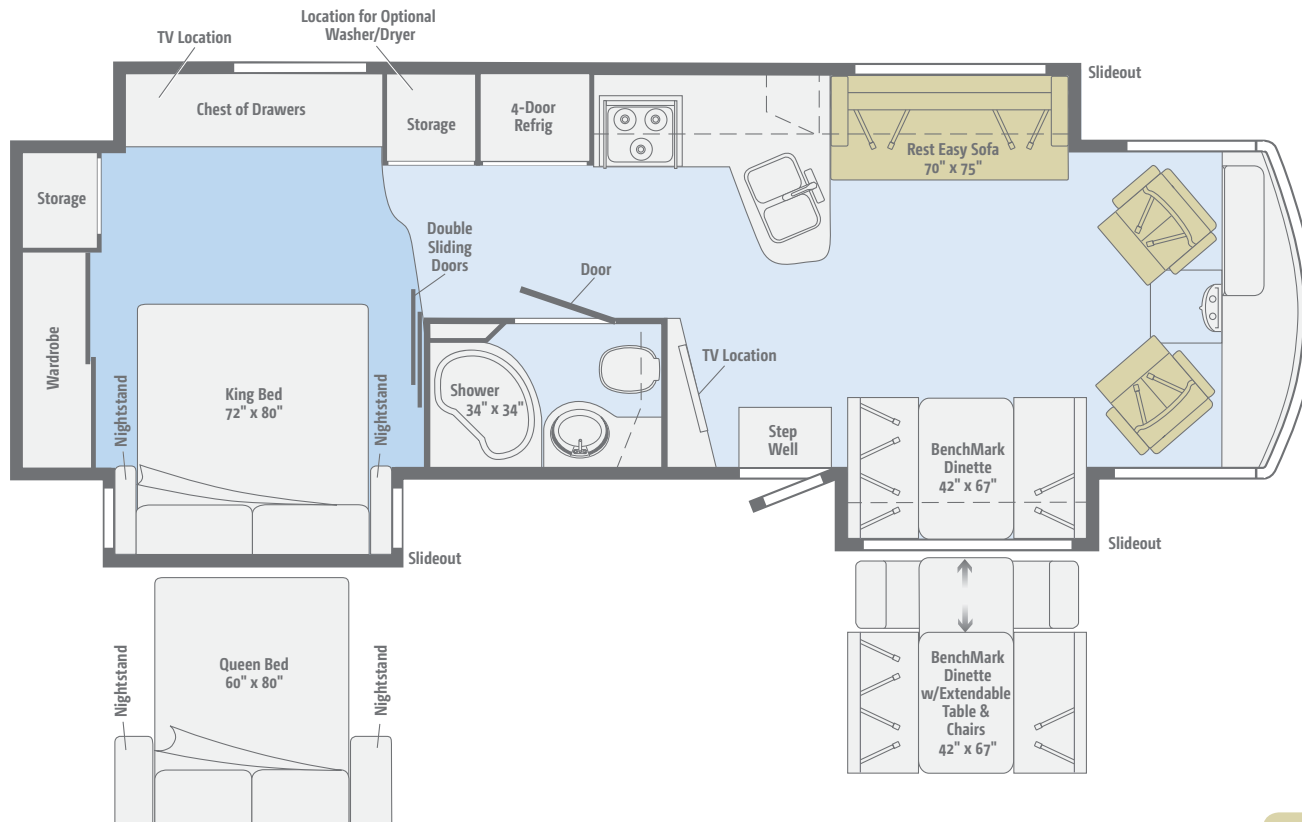 Location for Optional
Washer/Dryer
TV Location
Slideout
Chest of Drawers
Storage
4-Door
Refrig
Rest Easy Sofa
70" x 75"
Storage
Double
Sliding
Doors
Door
Wardrobe
Nightstand
King Bed
72" x 80"
Nightstand
Shower
34" x 34"
TV Location
Step
Well
BenchMark
Dinette
42" x 67"
Slideout
Slideout
Nightstand
Queen Bed
60" x 80"
Nightstand
BenchMark
Dinette
w/Extendable
Table &
Chairs
42" x 67"